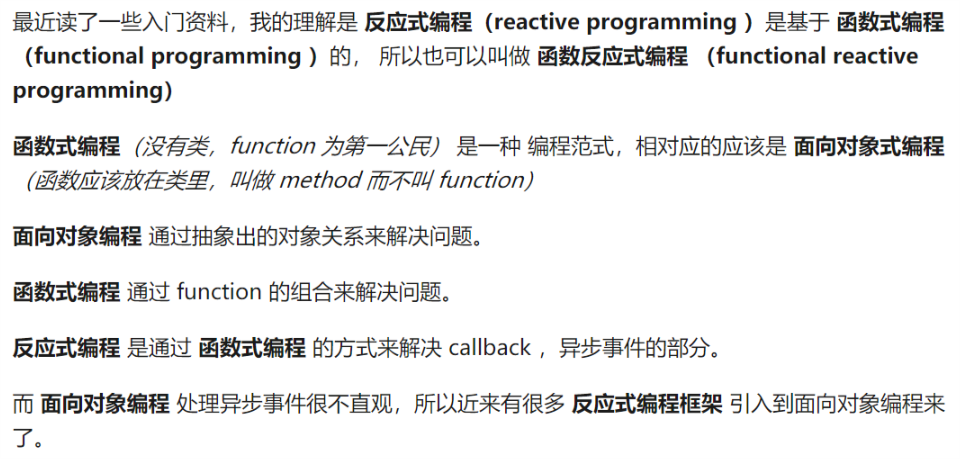 最近读了一些入门资料，我的理解是 反应式编程（reactive programming ）是基于 函数式编程
（functional programming ）的， 所以也可以叫做 函数反应式编程 （functional reactive
programming）
函数式编程（没有类，function 为第一公民） 是一种 编程范式，相对应的应该是 面向对象式编程
（函数应该放在类里，叫做 method 而不叫 function）
面向对象编程 通过抽象出的对象关系来解决问题。
函数式编程 通过 function 的组合来解决问题。
反应式编程 是通过 函数式编程 的方式来解决 callback ，异步事件的部分。
而 面向对象编程 处理异步事件很不直观，所以近来有很多 反应式编程框架 引入到面向对象编程来
了。